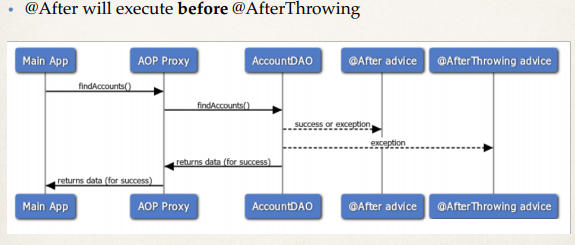 • @After will execute before @AfterThrowing
Main App AOP Proxy AccountDAO @After advice @AfterThrowing advice
findAccounts()
findAccounts()
success or exception
exception
returns data (for success)
returns data (for success)
Main App AOP Proxy AccountDAO @After advice @AfterThrowing advice